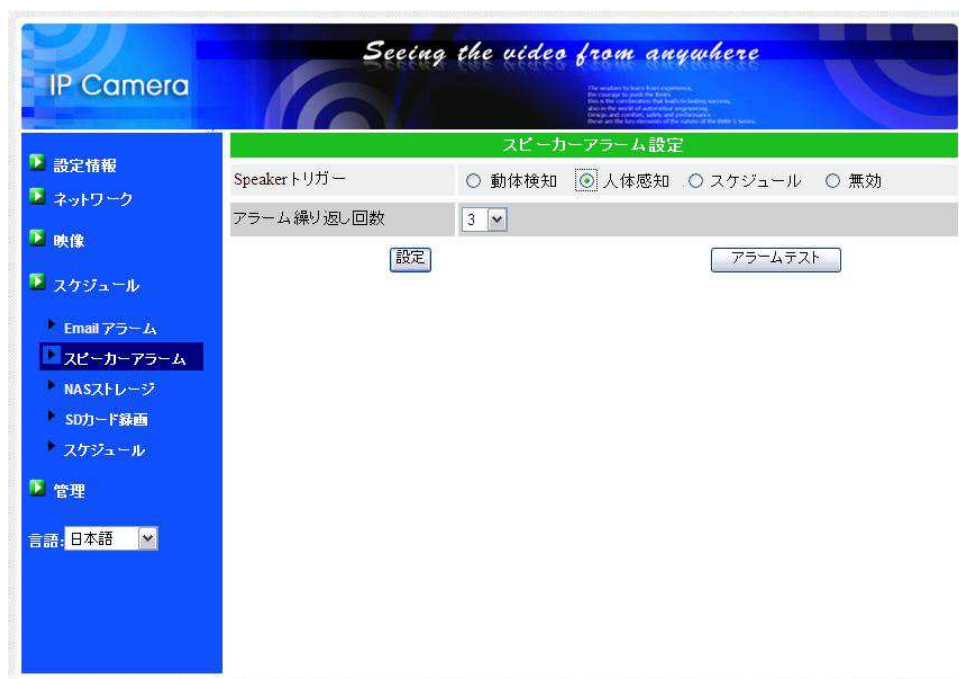 Seeing the video from anywhere
IP Camera
スピーカーアラーム設定
設定情報
ネットワーク
映像
スケジュール
Email アラーム
スピーカーアラーム
NASストレージ
SDカード録画
スケジュール
管理
言語: 日本語
Speakerトリガー
動体検知 人体感知 スケジュール 無効
アラーム繰り返し回数
3
設定
アラームテスト